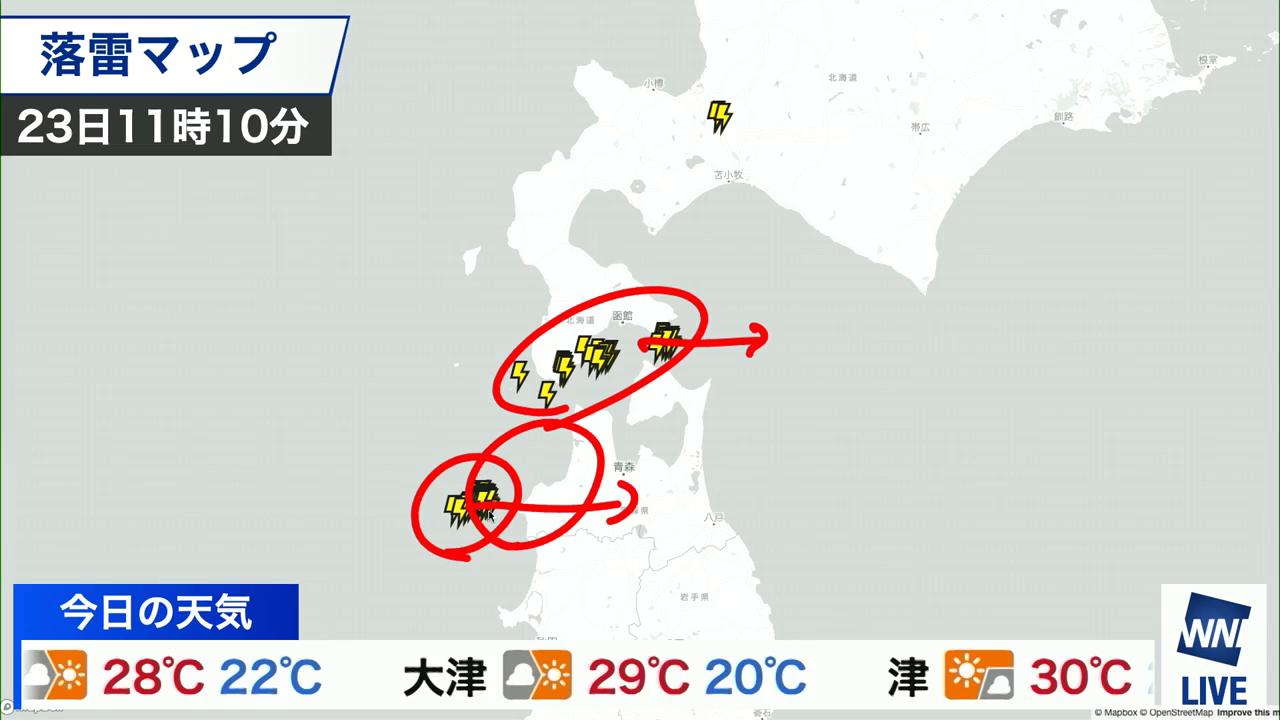 落雷マップ
23日11時10分
小樽
北海道
根室
帯広
釧路
苫小牧
北海道
函館
青森
八戸
岩手県
今日の天気
28℃ 22℃ 大津 29℃ 20℃ 津 30℃
WNI
LIVE
© Mapbox © OpenStreetMap Improve this m